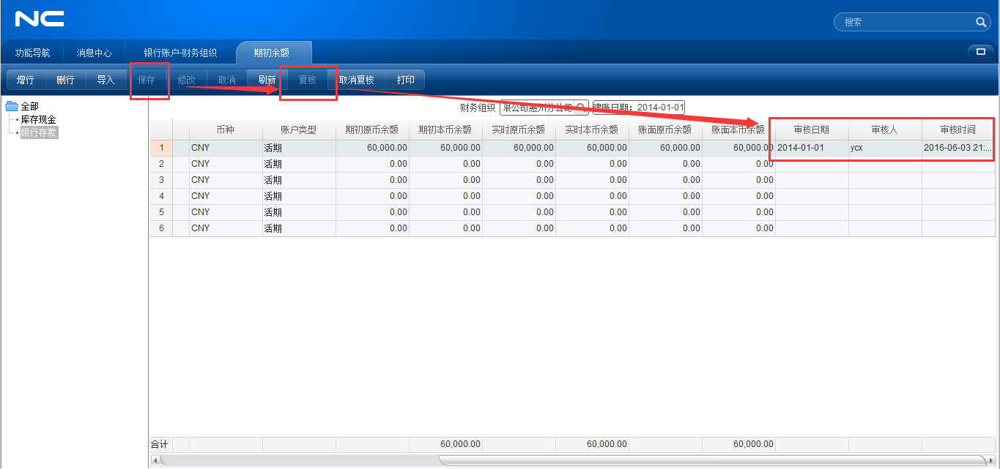 NC
搜索
功能导航 消息中心 银行账户-财务组织 期初余额
增行 删行 导入 保存 修改 取消 刷新 复核 取消复核 打印
全部
库存现金
银行存款
财务组织 限公司惠州分公司 建账日期：2014-01-01
币种 账户类型 期初原币余额 期初本币余额 实时原币余额 实时本币余额 账面原币余额 账面本币余额 审核日期 审核人 审核时间
1 CNY 活期 60,000.00 60,000.00 60,000.00 60,000.00 60,000.00 60,000.00 2014-01-01 ycx 2016-06-03 21:...
2 CNY 活期 0.00 0.00 0.00 0.00 0.00 0.00
3 CNY 活期 0.00 0.00 0.00 0.00 0.00 0.00
4 CNY 活期 0.00 0.00 0.00 0.00 0.00 0.00
5 CNY 活期 0.00 0.00 0.00 0.00 0.00 0.00
6 CNY 活期 0.00 0.00 0.00 0.00 0.00 0.00
合计 60,000.00 60,000.00 60,000.00